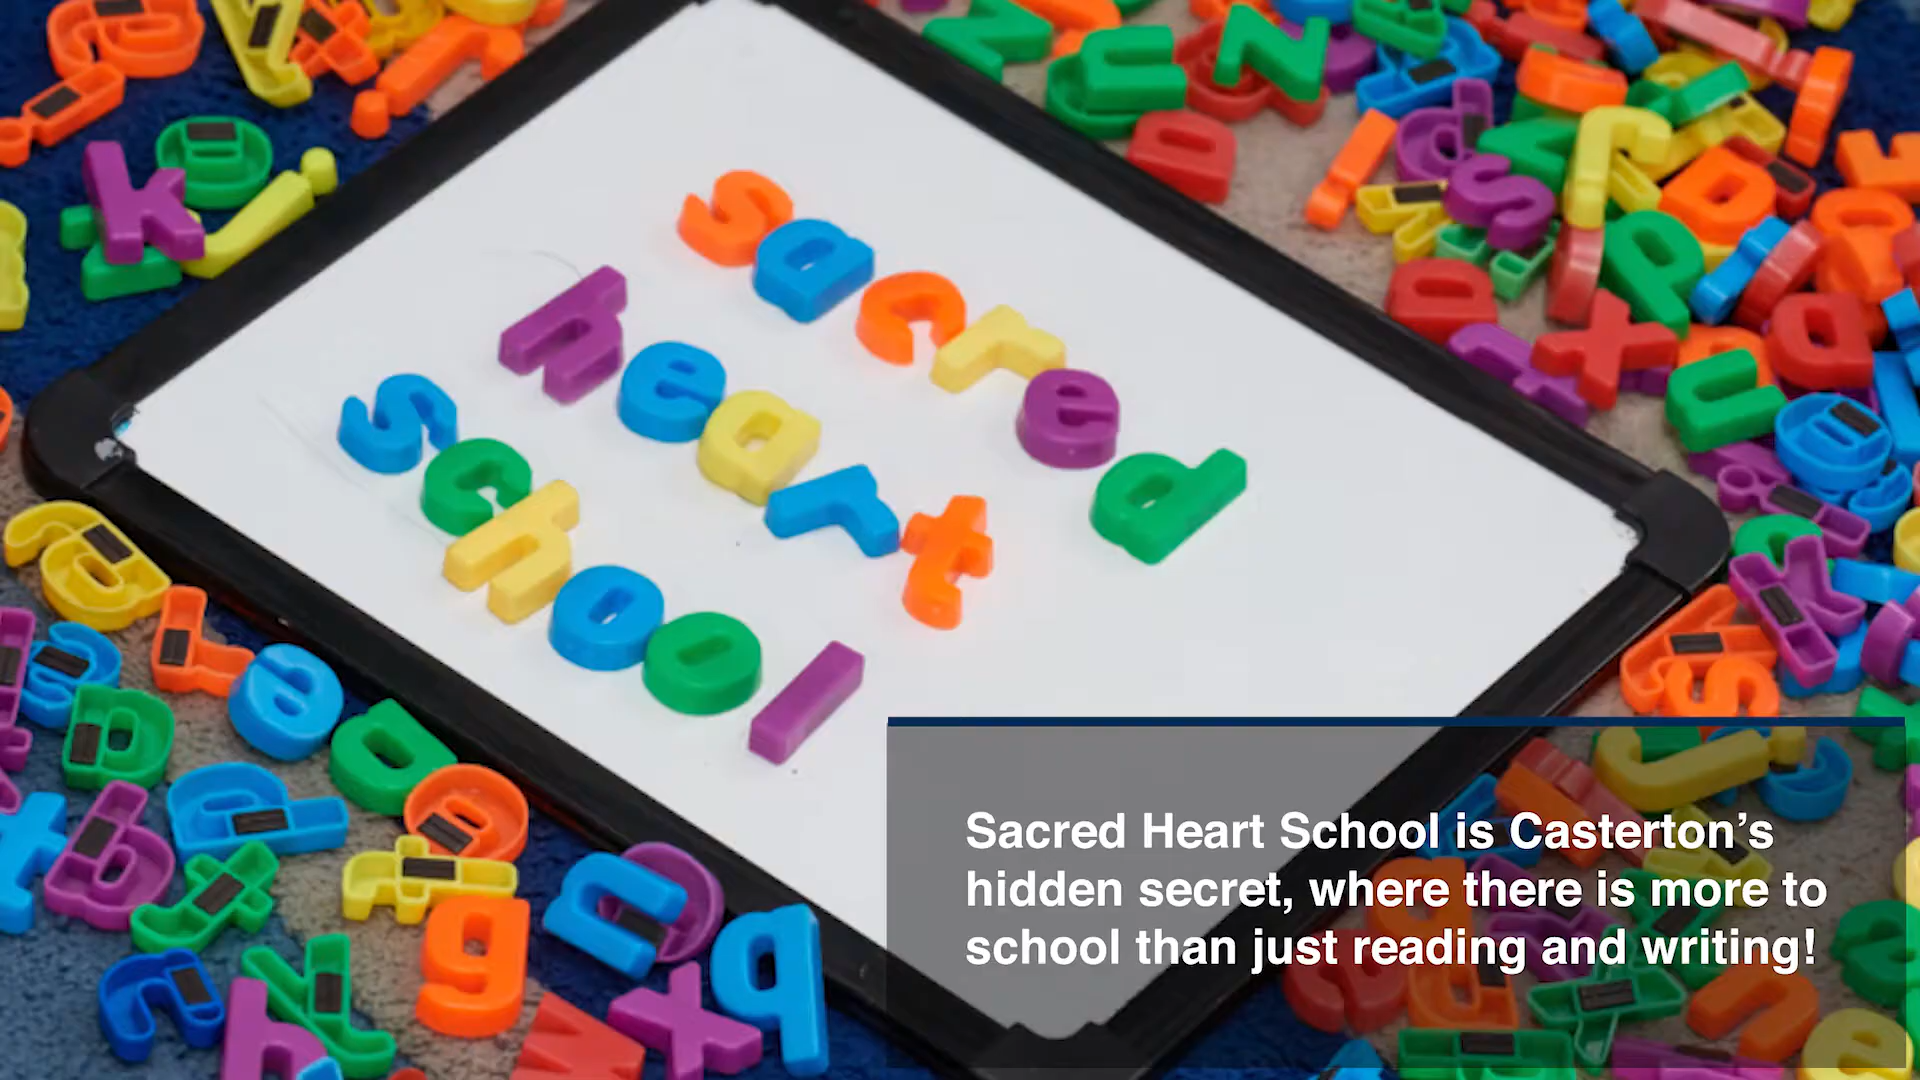 sacred
heart
school
Sacred Heart School is Casterton’s
hidden secret, where there is more to
school than just reading and writing!